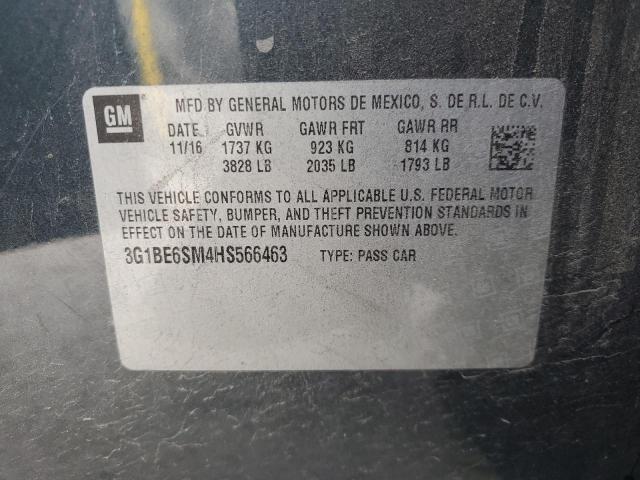 GM
MFD BY GENERAL MOTORS DE MEXICO, S. DE R.L. DE C.V.
DATE GVWR GAWR FRT GAWR RR
11/16 1737 KG 923 KG 814 KG
3828 LB 2035 LB 1793 LB
THIS VEHICLE CONFORMS TO ALL APPLICABLE U.S. FEDERAL MOTOR
VEHICLE SAFETY, BUMPER, AND THEFT PREVENTION STANDARDS IN
EFFECT ON THE DATE OF MANUFACTURE SHOWN ABOVE.
3G1BE6SM4HS566463 TYPE: PASS CAR